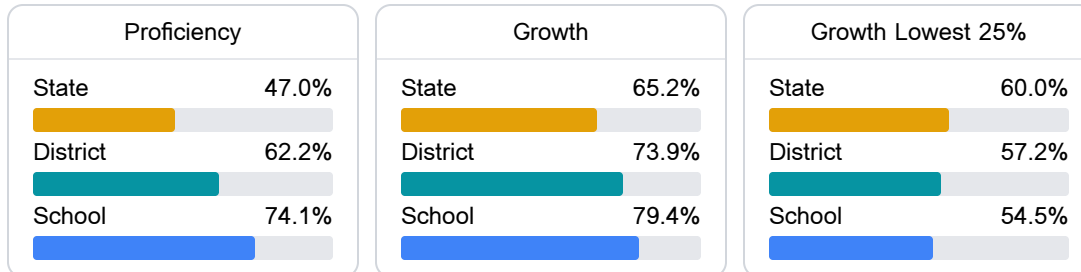 Proficiency
State 47.0%
District 62.2%
School 74.1%
Growth
State 65.2%
District 73.9%
School 79.4%
Growth Lowest 25%
State 60.0%
District 57.2%
School 54.5%